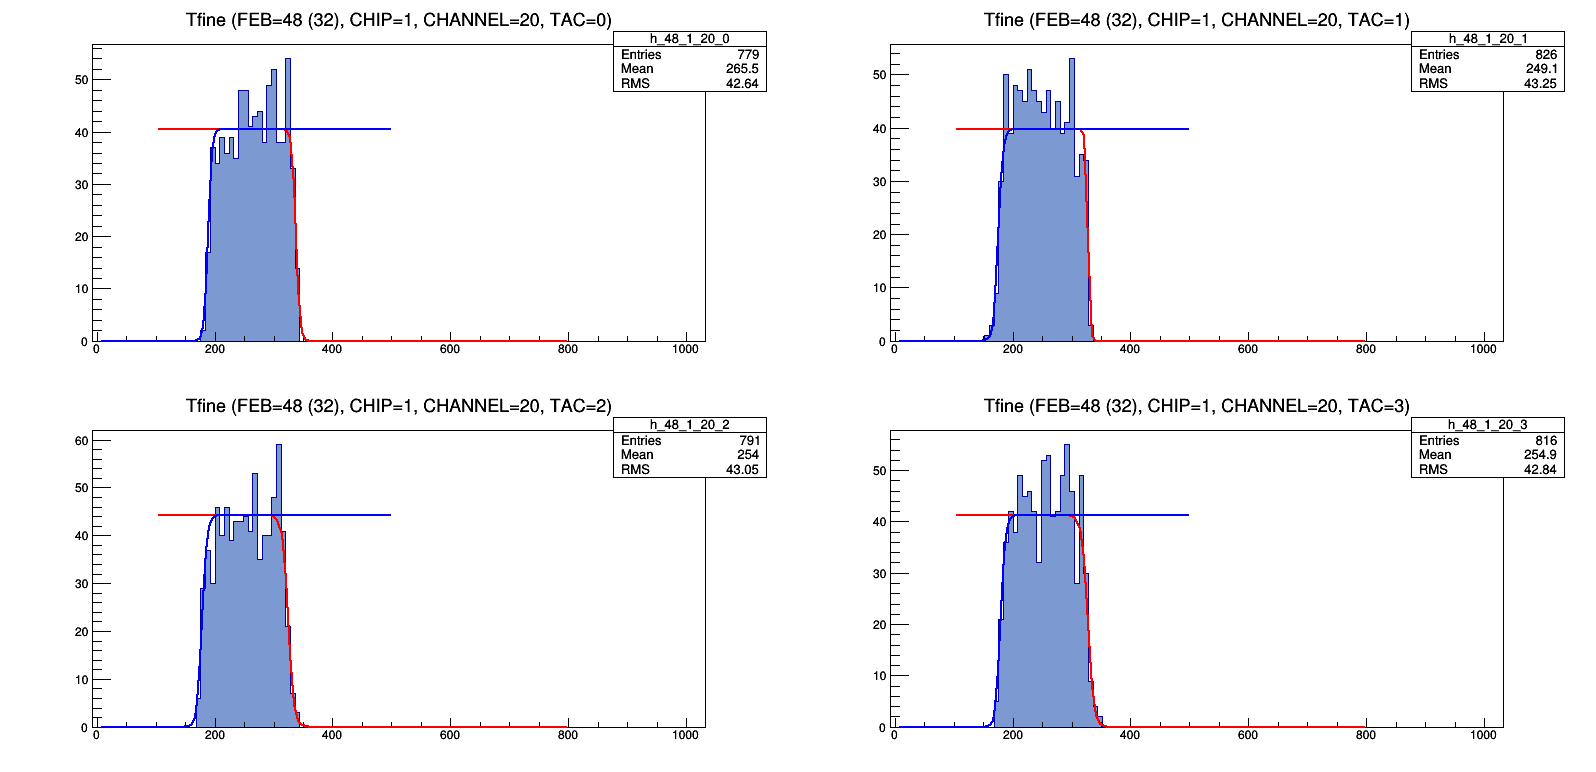 Tfine (FEB=48 (32), CHIP=1, CHANNEL=20, TAC=0)
h_48_1_20_0
Entries 779
Mean 265.5
RMS 42.64
50
40
30
20
10
0
0 200 400 600 800 1000
Tfine (FEB=48 (32), CHIP=1, CHANNEL=20, TAC=1)
h_48_1_20_1
Entries 826
Mean 249.1
RMS 43.25
50
40
30
20
10
0
0 200 400 600 800 1000
Tfine (FEB=48 (32), CHIP=1, CHANNEL=20, TAC=2)
h_48_1_20_2
Entries 791
Mean 254
RMS 43.05
60
50
40
30
20
10
0
0 200 400 600 800 1000
Tfine (FEB=48 (32), CHIP=1, CHANNEL=20, TAC=3)
h_48_1_20_3
Entries 816
Mean 254.9
RMS 42.84
50
40
30
20
10
0
0 200 400 600 800 1000